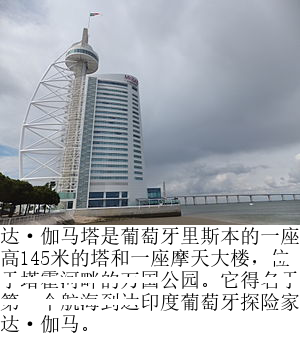 达·伽马塔是葡萄牙里斯本的一座
高145米的塔和一座摩天大楼，位
于塔霍河畔的万国公园。它得名于
第 个航海到达印度葡萄牙探险家
达·伽马。